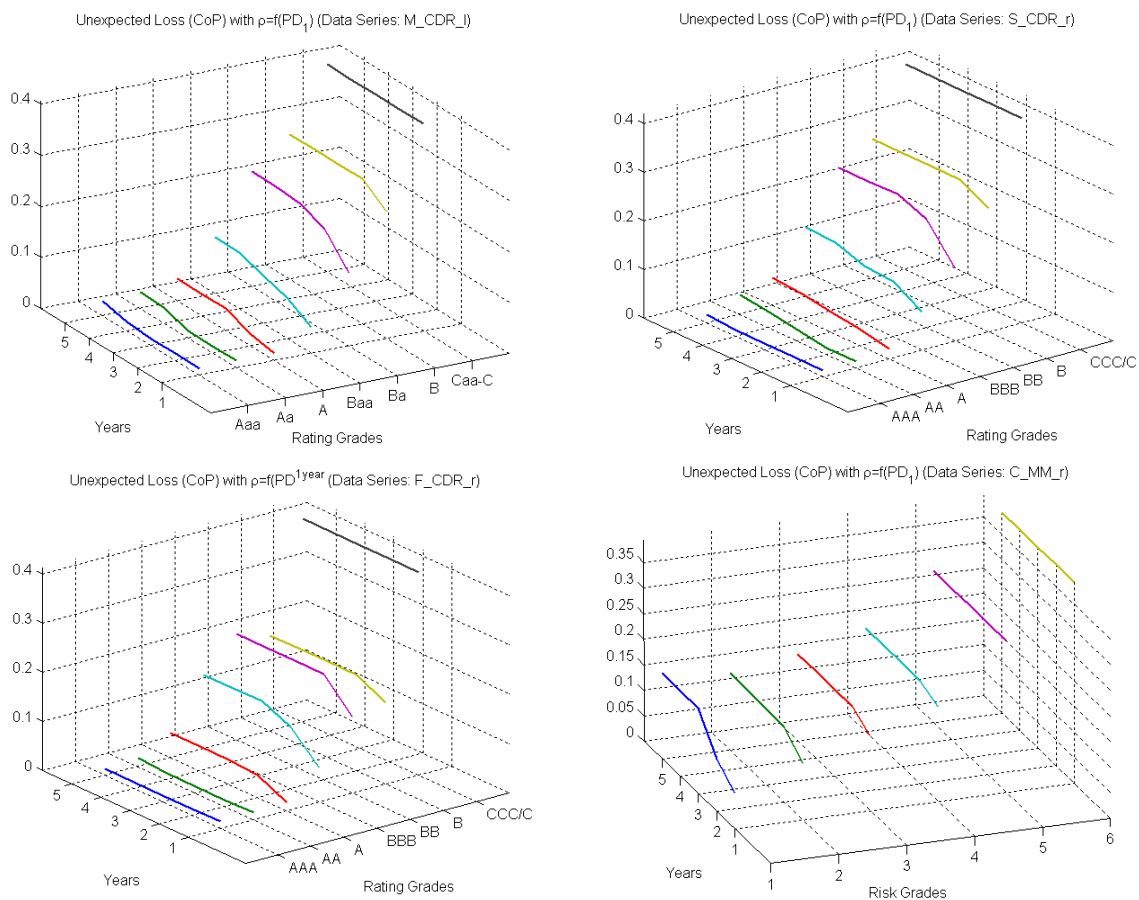 Unexpected Loss (CoP) with ρ=f(PD₁) (Data Series: M_CDR_l)
0.4
0.3
0.2
0.1
0
5
4
3
2
1
Years
Aaa
Aa
A
Baa
Ba
B
Caa-C
Rating Grades
Unexpected Loss (CoP) with ρ=f(PD₁) (Data Series: S_CDR_r)
0.4
0.3
0.2
0.1
0
5
4
3
2
1
Years
AAA
AA
A
BBB
BB
B
CCC/C
Rating Grades
Unexpected Loss (CoP) with ρ=f(PD^1year (Data Series: F_CDR_r)
0.4
0.3
0.2
0.1
0
5
4
3
2
1
Years
AAA
AA
A
BBB
BB
B
CCC/C
Rating Grades
Unexpected Loss (CoP) with ρ=f(PD₁) (Data Series: C_MM_r)
0.35
0.3
0.25
0.2
0.15
0.1
0.05
0
5
4
3
2
1
Years
1
2
3
4
5
6
Risk Grades